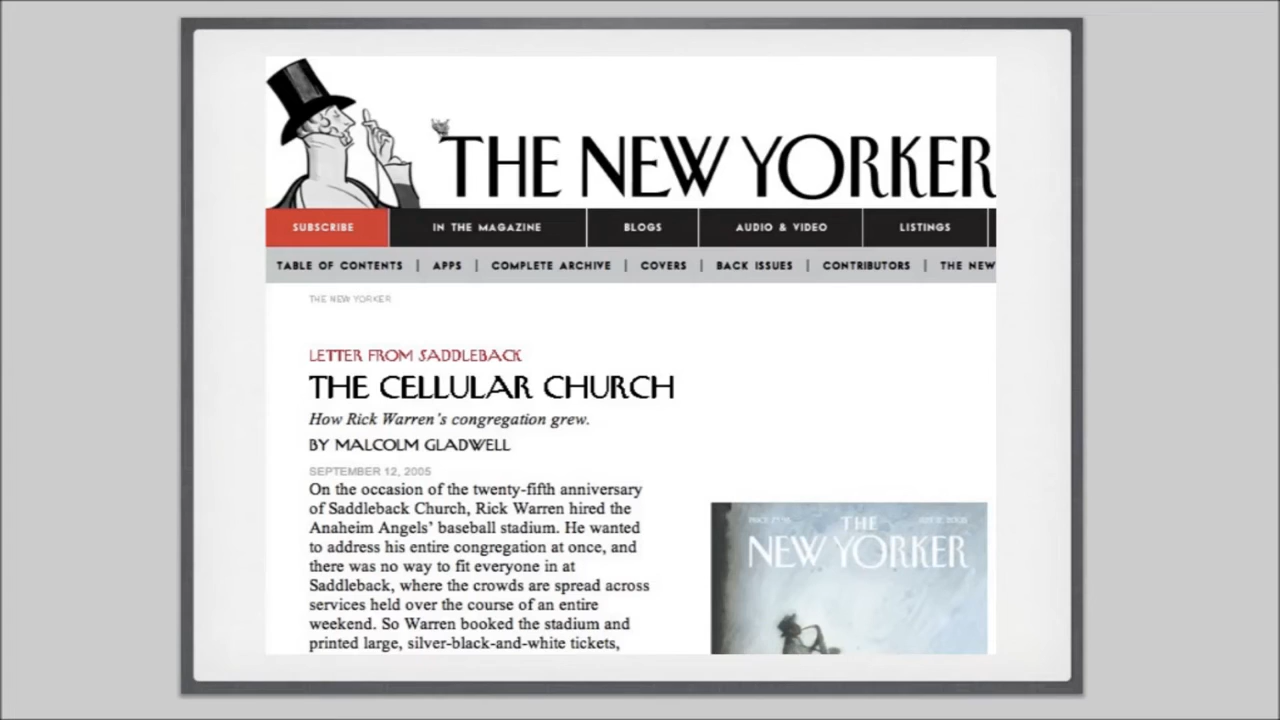 THE NEW YORKER
SUBSCRIBE IN THE MAGAZINE BLOGS AUDIO & VIDEO LISTINGS
TABLE OF CONTENTS | APPS | COMPLETE ARCHIVE | COVERS | BACK ISSUES | CONTRIBUTORS | THE NEW
THE NEW YORKER
LETTER FROM SADDLEBACK
THE CELLULAR CHURCH
How Rick Warren's congregation grew.
BY MALCOLM GLADWELL
SEPTEMBER 12, 2005
On the occasion of the twenty-fifth anniversary
of Saddleback Church, Rick Warren hired the
Anaheim Angels' baseball stadium. He wanted
to address his entire congregation at once, and
there was no way to fit everyone in at
Saddleback, where the crowds are spread across
services held over the course of an entire
weekend. So Warren booked the stadium and
printed large, silver-black-and-white tickets,
THE
NEW YORKER